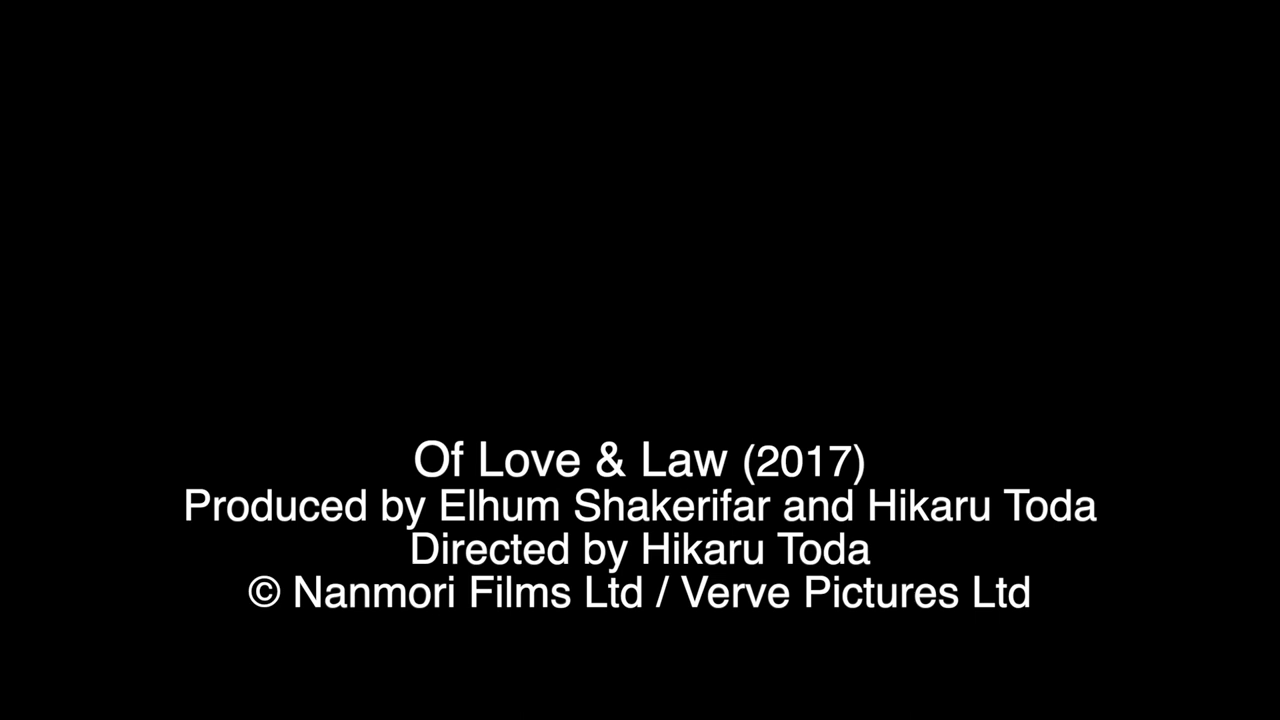 Of Love & Law (2017)
Produced by Elhum Shakerifar and Hikaru Toda
Directed by Hikaru Toda
© Nanmori Films Ltd / Verve Pictures Ltd